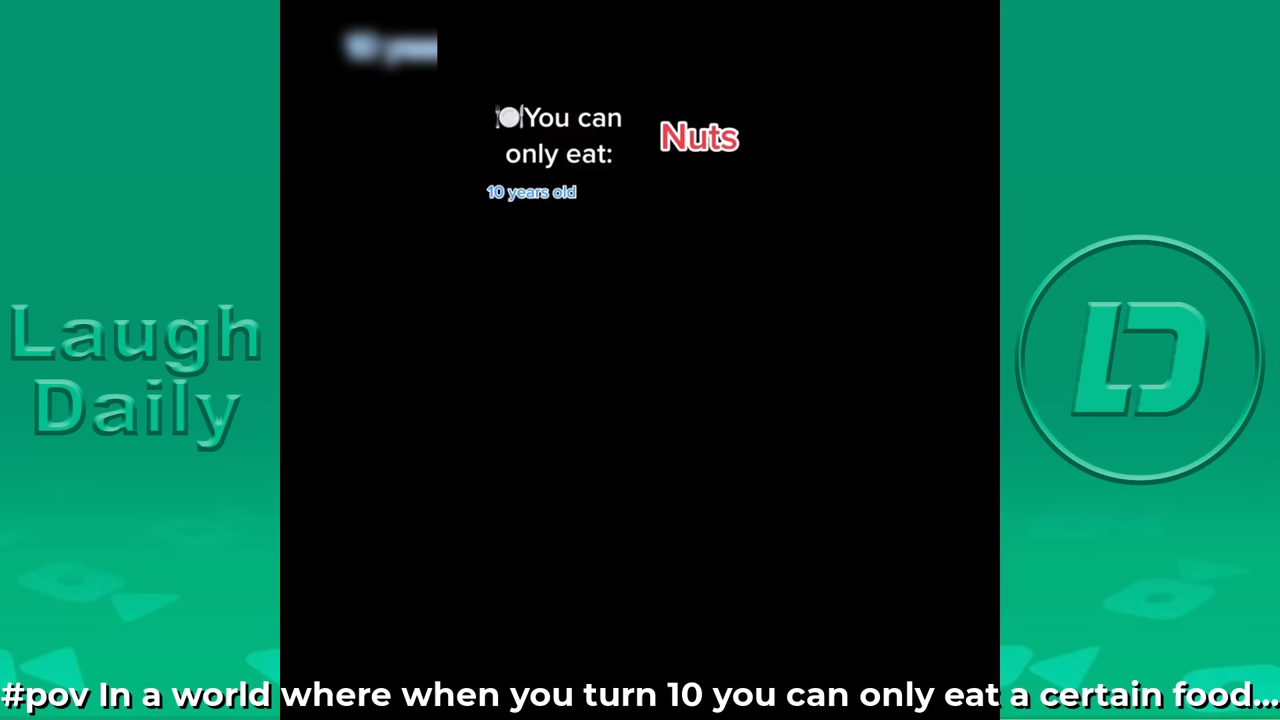 🍽You can
only eat:
Nuts
10 years old
Laugh
Daily
LD
#pov In a world where when you turn 10 you can only eat a certain food...